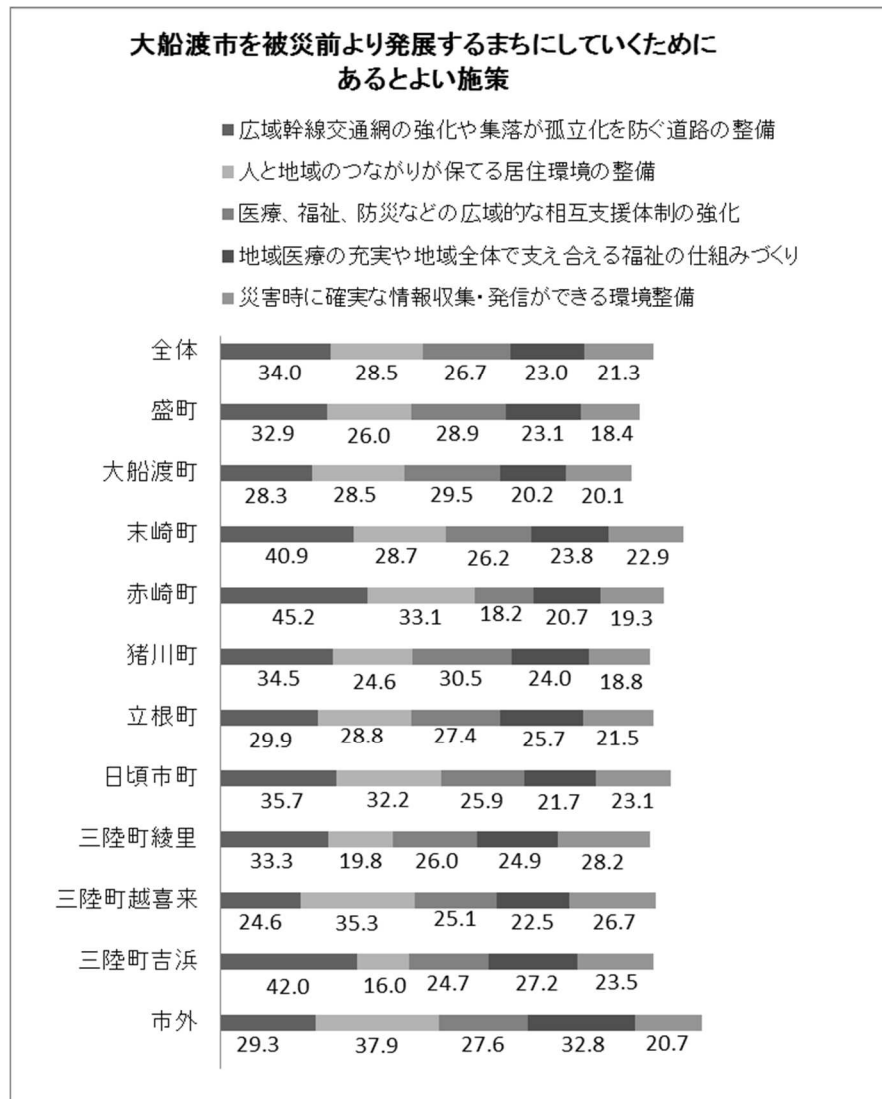 大船渡市を被災前より発展するまちにしていくために
あるとよい施策
■広域幹線交通網の強化や集落が孤立化を防ぐ道路の整備
■人と地域のつながりが保てる居住環境の整備
■医療、福祉、防災などの広域的な相互支援体制の強化
■地域医療の充実や地域全体で支え合える福祉の仕組みづくり
■災害時に確実な情報収集・発信ができる環境整備
全体
34.0 28.5 26.7 23.0 21.3
盛町
32.9 26.0 28.9 23.1 18.4
大船渡町
28.3 28.5 29.5 20.2 20.1
末崎町
40.9 28.7 26.2 23.8 22.9
赤崎町
45.2 33.1 18.2 20.7 19.3
猪川町
34.5 24.6 30.5 24.0 18.8
立根町
29.9 28.8 27.4 25.7 21.5
日頃市町
35.7 32.2 25.9 21.7 23.1
三陸町綾里
33.3 19.8 26.0 24.9 28.2
三陸町越喜来
24.6 35.3 25.1 22.5 26.7
三陸町吉浜
42.0 16.0 24.7 27.2 23.5
市外
29.3 37.9 27.6 32.8 20.7